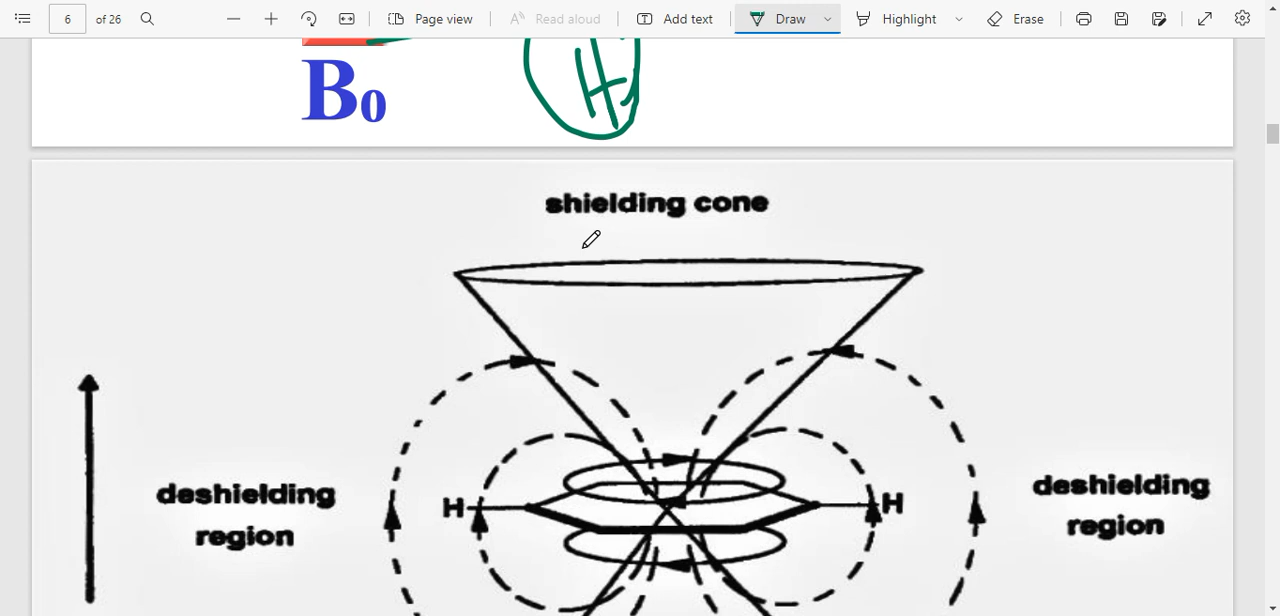 6 of 26 Page view Read aloud Add text Draw Highlight Erase
B0
H
shielding cone
deshielding region
H
H
deshielding region